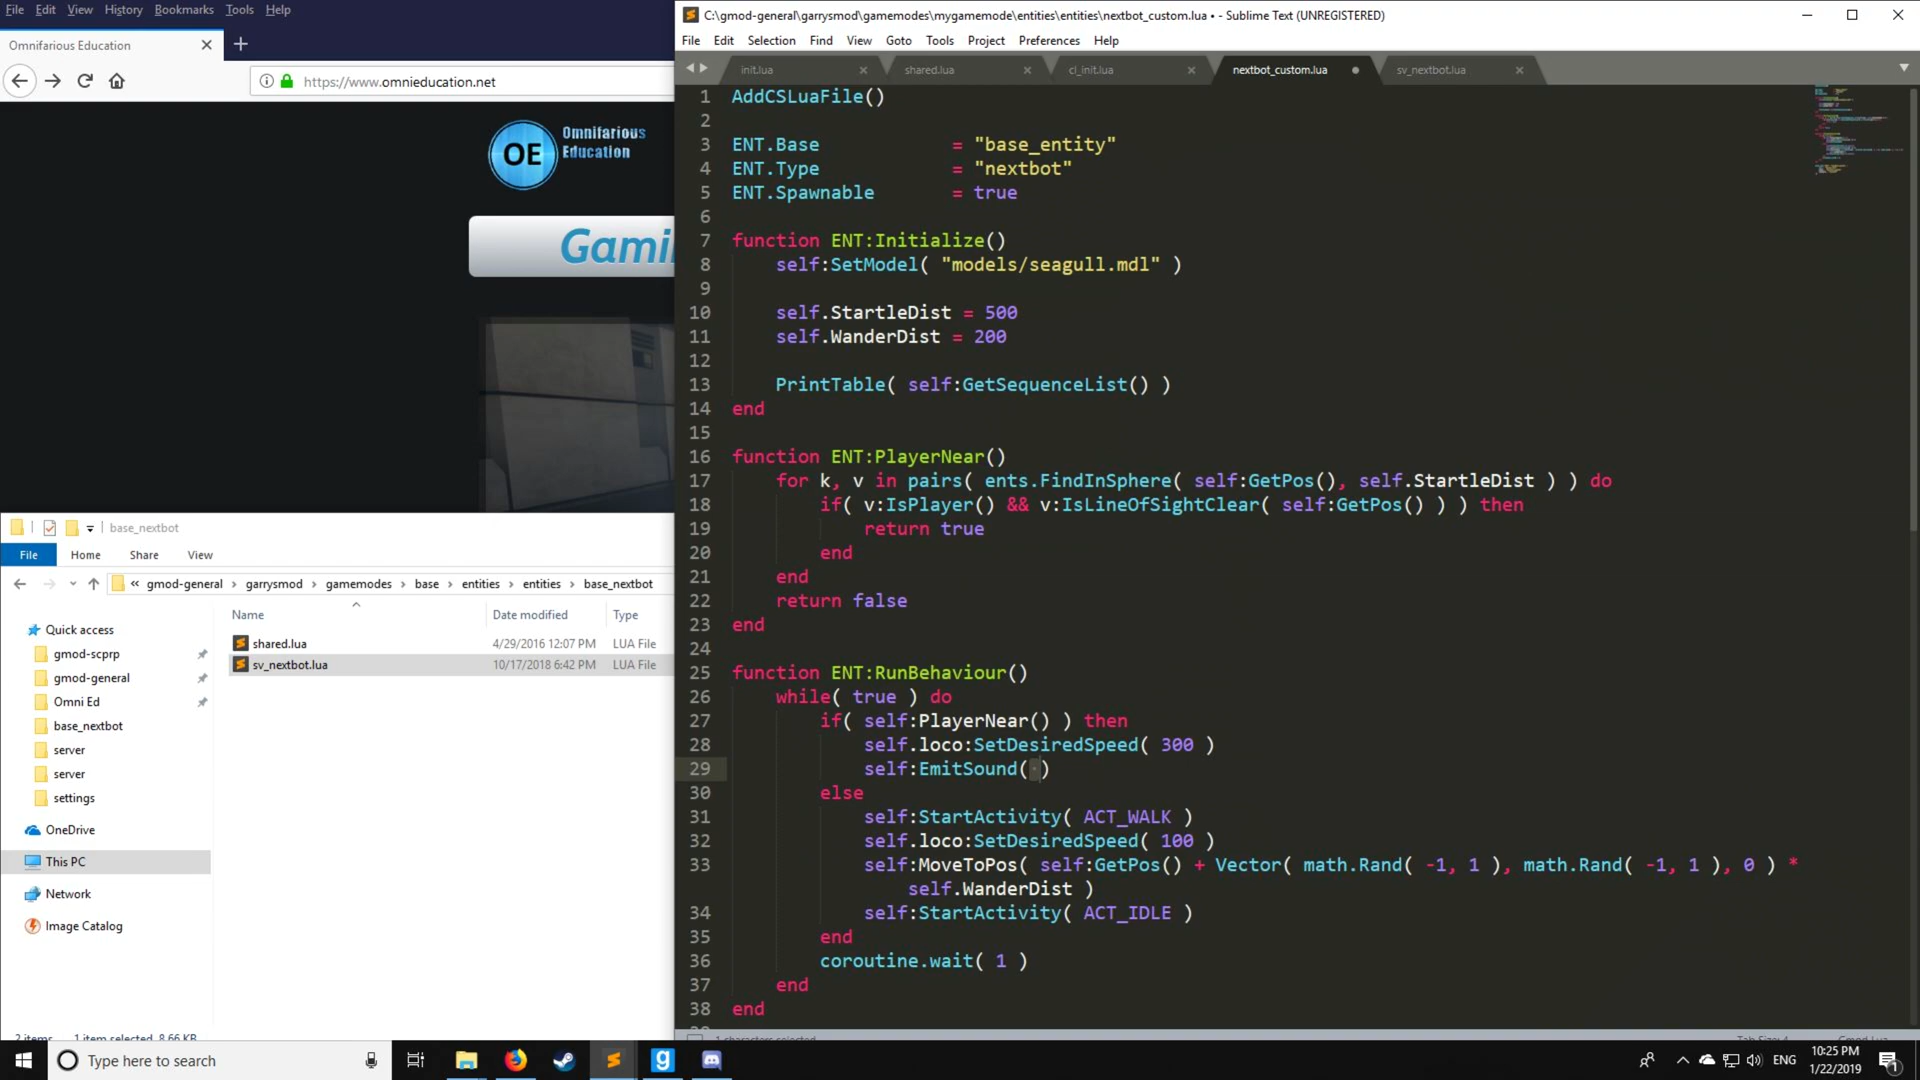 File Edit View History Bookmarks Tools Help
Omnifarious Education
https://www.omnieducation.net
OE
Omnifarious
Education
Gami
base_nextbot
File Home Share View
« gmod-general › garrysmod › gamemodes › base › entities › entities › base_nextbot
Name Date modified Type
shared.lua 4/29/2016 12:07 PM LUA File
sv_nextbot.lua 10/17/2018 6:42 PM LUA File
Quick access
gmod-scprp
gmod-general
Omni Ed
base_nextbot
server
server
settings
OneDrive
This PC
Network
Image Catalog
2 items 1 item selected 8.66 KB
C:\gmod-general\garrysmod\gamemodes\mygamemode\entities\entities\nextbot_custom.lua • - Sublime Text (UNREGISTERED)
File Edit Selection Find View Goto Tools Project Preferences Help
init.lua shared.lua cl_init.lua nextbot_custom.lua sv_nextbot.lua
1 AddCSLuaFile()
2
3 ENT.Base = "base_entity"
4 ENT.Type = "nextbot"
5 ENT.Spawnable = true
6
7 function ENT:Initialize()
8 self:SetModel( "models/seagull.mdl" )
9
10 self.StartleDist = 500
11 self.WanderDist = 200
12
13 PrintTable( self:GetSequenceList() )
14 end
15
16 function ENT:PlayerNear()
17 for k, v in pairs( ents.FindInSphere( self:GetPos(), self.StartleDist ) ) do
18 if( v:IsPlayer() && v:IsLineOfSightClear( self:GetPos() ) ) then
19 return true
20 end
21 end
22 return false
23 end
24
25 function ENT:RunBehaviour()
26 while( true ) do
27 if( self:PlayerNear() ) then
28 self.loco:SetDesiredSpeed( 300 )
29 self:EmitSound( )
30 else
31 self:StartActivity( ACT_WALK )
32 self.loco:SetDesiredSpeed( 100 )
33 self:MoveToPos( self:GetPos() + Vector( math.Rand( -1, 1 ), math.Rand( -1, 1 ), 0 ) *
self.WanderDist )
34 self:StartActivity( ACT_IDLE )
35 end
36 coroutine.wait( 1 )
37 end
38 end
Type here to search
ENG
10:25 PM
1/22/2019
1